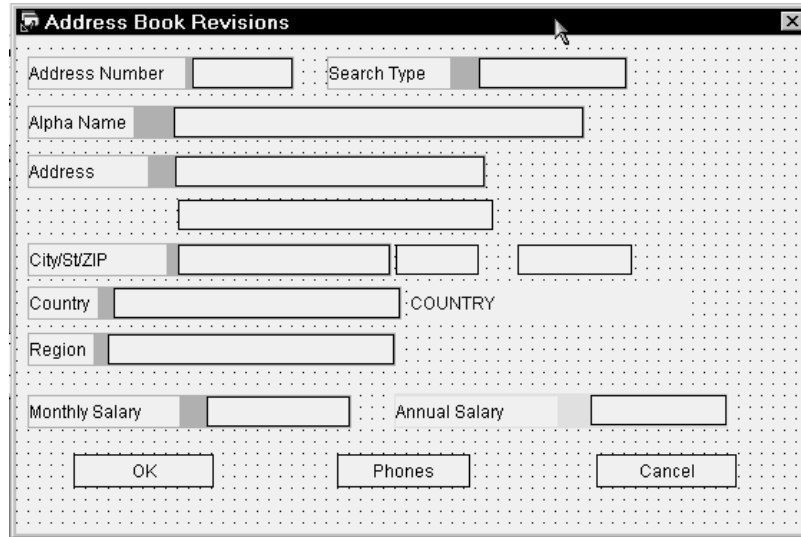 Address Book Revisions
Address Number Search Type
Alpha Name
Address
City/St/ZIP
Country COUNTRY
Region
Monthly Salary Annual Salary
OK Phones Cancel